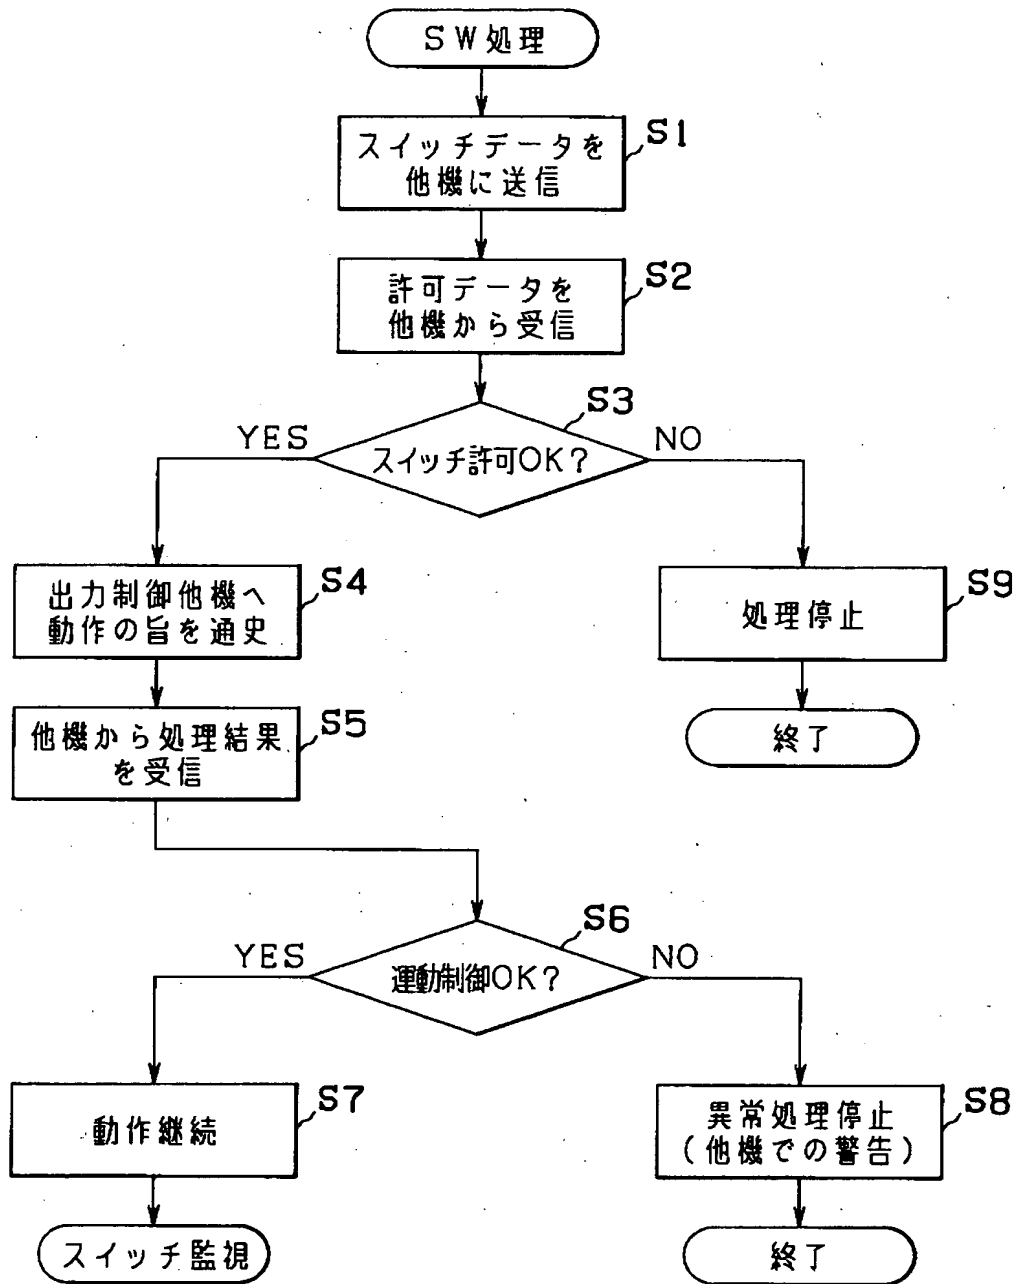 SW処理
スイッチデータを
他機に送信
S1
許可データを
他機から受信
S2
スイッチ許可OK?
S3
YES
NO
出力制御他機へ
動作の旨を通史
S4
処理停止
S9
他機から処理結果
を受信
S5
終了
運動制御OK?
S6
YES
NO
動作継続
S7
異常処理停止
(他機での警告)
S8
スイッチ監視
終了